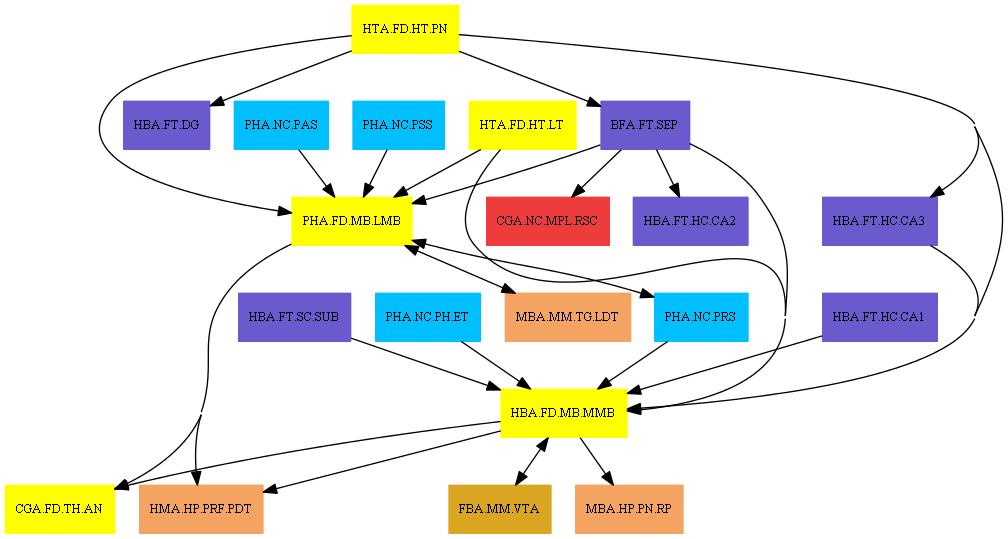 HTA.FD.HT.PN
HBA.FT.DG
PHA.NC.PAS
PHA.NC.PSS
HTA.FD.HT.LT
BFA.FT.SEP
PHA.FD.MB.LMB
CGA.NC.MPL.RSC
HBA.FT.HC.CA2
HBA.FT.HC.CA3
HBA.FT.SC.SUB
PHA.NC.PH.ET
MBA.MM.TG.LDT
PHA.NC.PRS
HBA.FT.HC.CA1
HBA.FD.MB.MMB
CGA.FD.TH.AN
HMA.HP.PRF.PDT
FBA.MM.VTA
MBA.HP.PN.RP